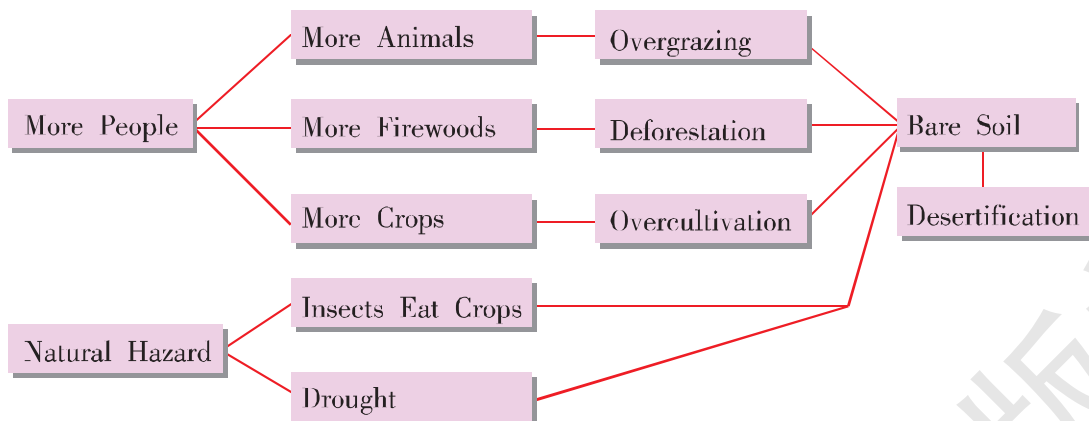 More Animals
Overgrazing
More People
More Firewoods
Deforestation
Bare Soil
More Crops
Overcultivation
Desertification
Insects Eat Crops
Natural Hazard
Drought
版